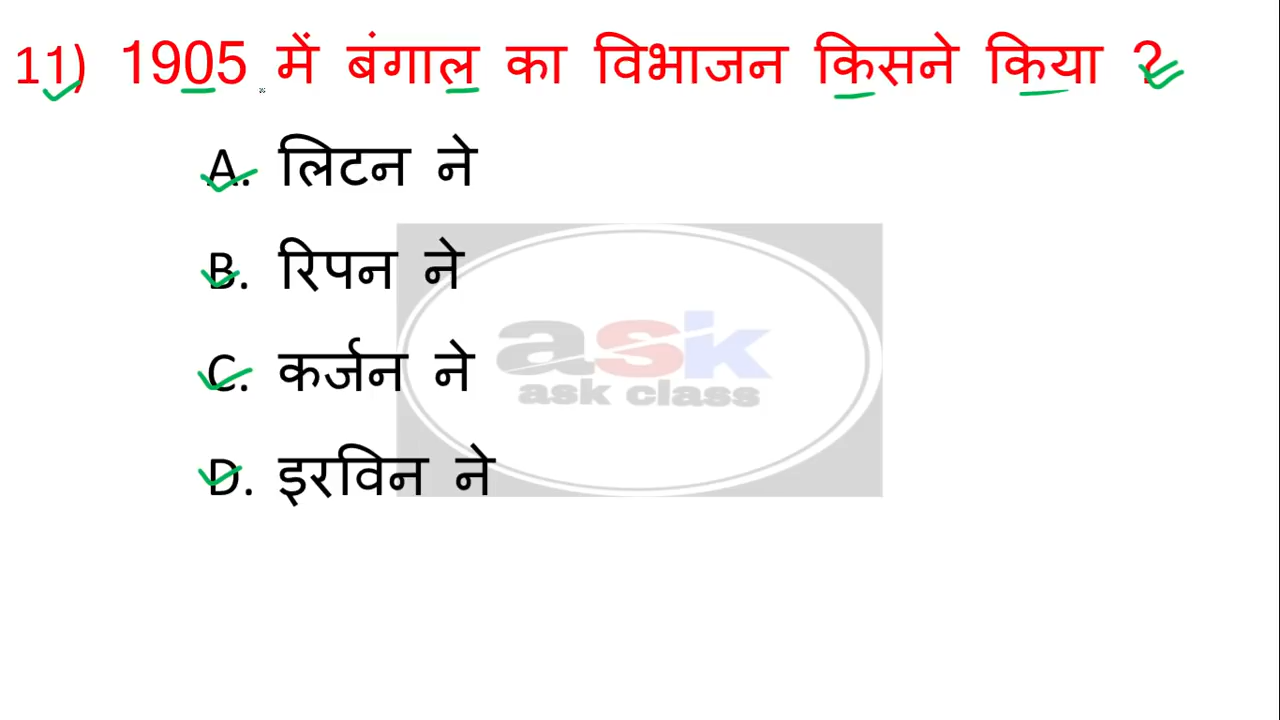 11) 1905 में बंगाल का विभाजन किसने किया ?
A. लिटन ने
B. रिपन ने
C. कर्जन ने
D. इरविन ने
ask
ask class